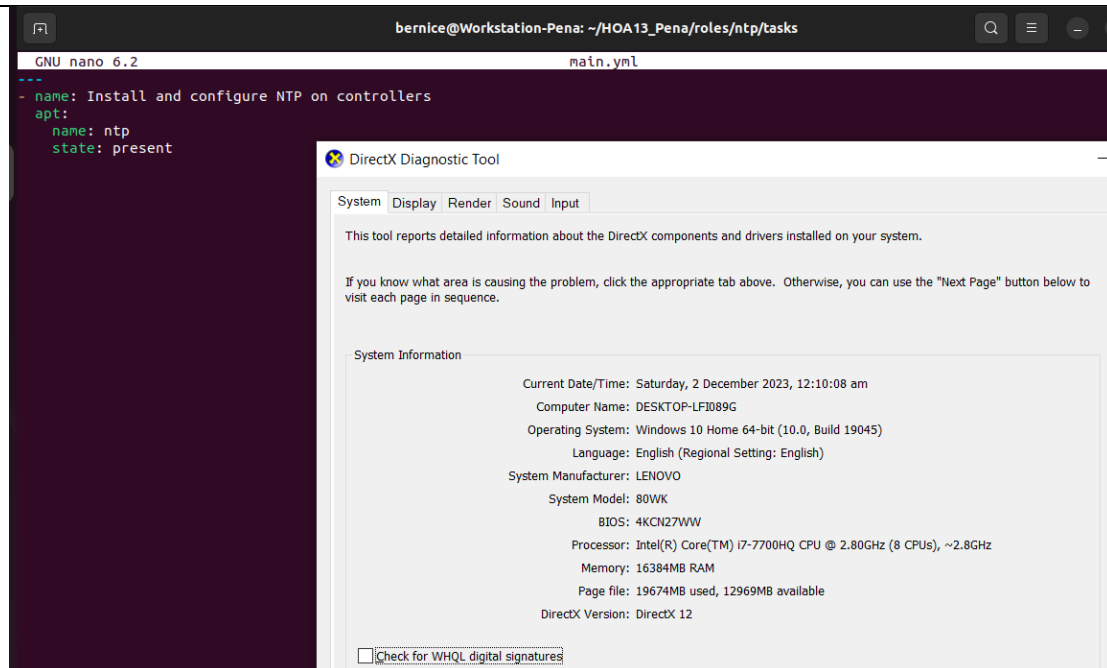 bernice@Workstation-Pena: ~/HOA13_Pena/roles/ntp/tasks
GNU nano 6.2 main.yml
---
- name: Install and configure NTP on controllers
  apt:
    name: ntp
    state: present
DirectX Diagnostic Tool
System Display Render Sound Input
This tool reports detailed information about the DirectX components and drivers installed on your system.
If you know what area is causing the problem, click the appropriate tab above. Otherwise, you can use the "Next Page" button below to
visit each page in sequence.
System Information
Current Date/Time: Saturday, 2 December 2023, 12:10:08 am
Computer Name: DESKTOP-LFI089G
Operating System: Windows 10 Home 64-bit (10.0, Build 19045)
Language: English (Regional Setting: English)
System Manufacturer: LENOVO
System Model: 80WK
BIOS: 4KCN27WW
Processor: Intel(R) Core(TM) i7-7700HQ CPU @ 2.80GHz (8 CPUs), ~2.8GHz
Memory: 16384MB RAM
Page file: 19674MB used, 12969MB available
DirectX Version: DirectX 12
Check for WHQL digital signatures